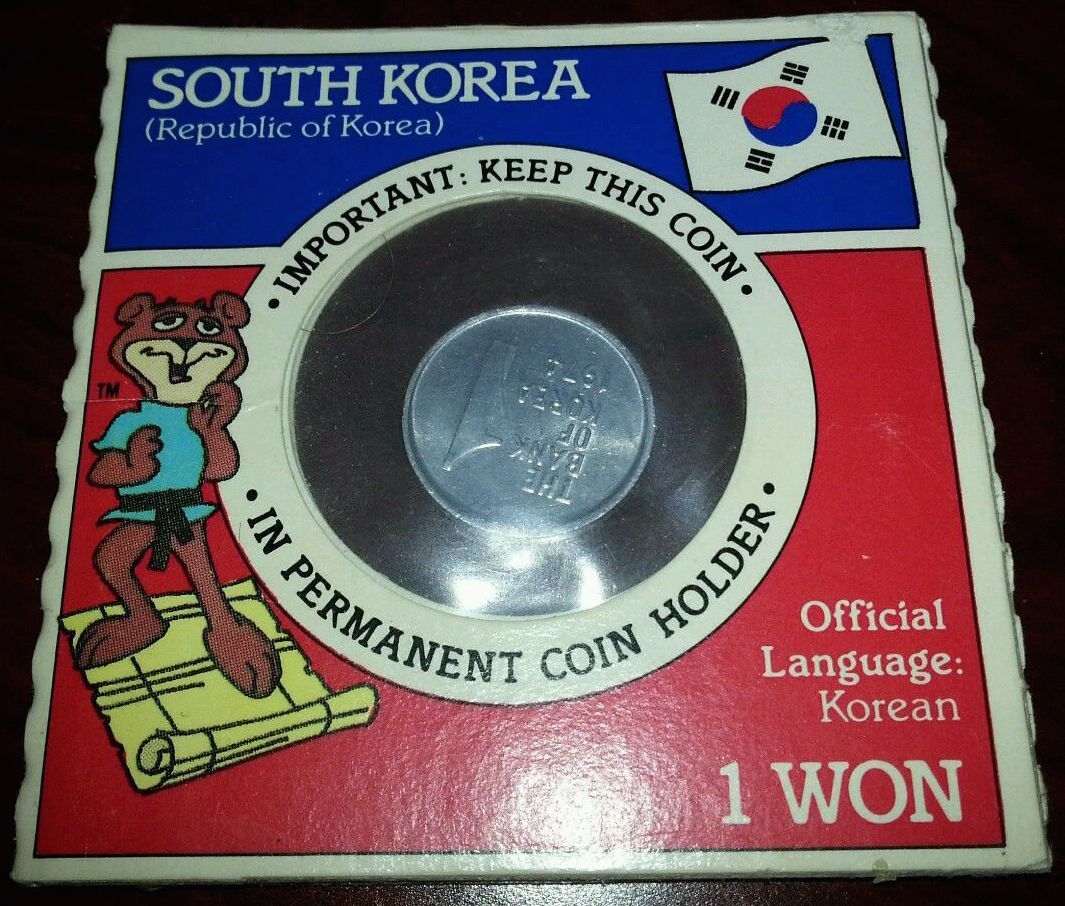 SOUTH KOREA
(Republic of Korea)
• IMPORTANT: KEEP THIS COIN •
TM
1
THE
BANK
OF
KOREA
• IN PERMANENT COIN HOLDER •
Official
Language:
Korean
1 WON